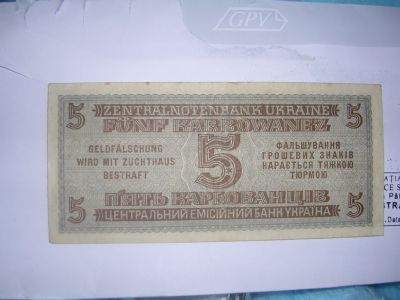 GPV
5 ZENTRALNOTENBANK UKRAINE 5
FÜNF KARBOWANEZ
GELDFÄLSCHUNG
WIRD MIT ZUCHTHAUS
BESTRAFT
5
ФАЛЬШУВАННЯ
ГРОШЕВИХ ЗНАКІВ
КАРАЄТЬСЯ ТЯЖКОЮ
ТЮРМОЮ
П'ЯТЬ КАРБОВАНЦІВ
5 ЦЕНТРАЛЬНИЙ ЕМІСІЙНИЙ БАНК УКРАЇНА 5